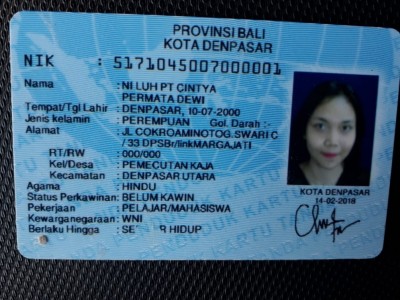 PROVINSI BALI
KOTA DENPASAR
NIK : 5171045007000001
Nama : NI LUH PT CINTYA
PERMATA DEWI
Tempat/Tgl Lahir : DENPASAR, 10-07-2000
Jenis kelamin : PEREMPUAN Gol. Darah :-
Alamat : JL COKROAMINOTOG.SWARI C
/ 33 DPSBr/linkMARGAJATI
RT/RW : 000/000
Kel/Desa : PEMECUTAN KAJA
Kecamatan : DENPASAR UTARA
Agama : HINDU
Status Perkawinan: BELUM KAWIN
Pekerjaan : PELAJAR/MAHASISWA
Kewarganegaraan: WNI
Berlaku Hingga : HIDUP
KOTA DENPASAR
14-02-2018